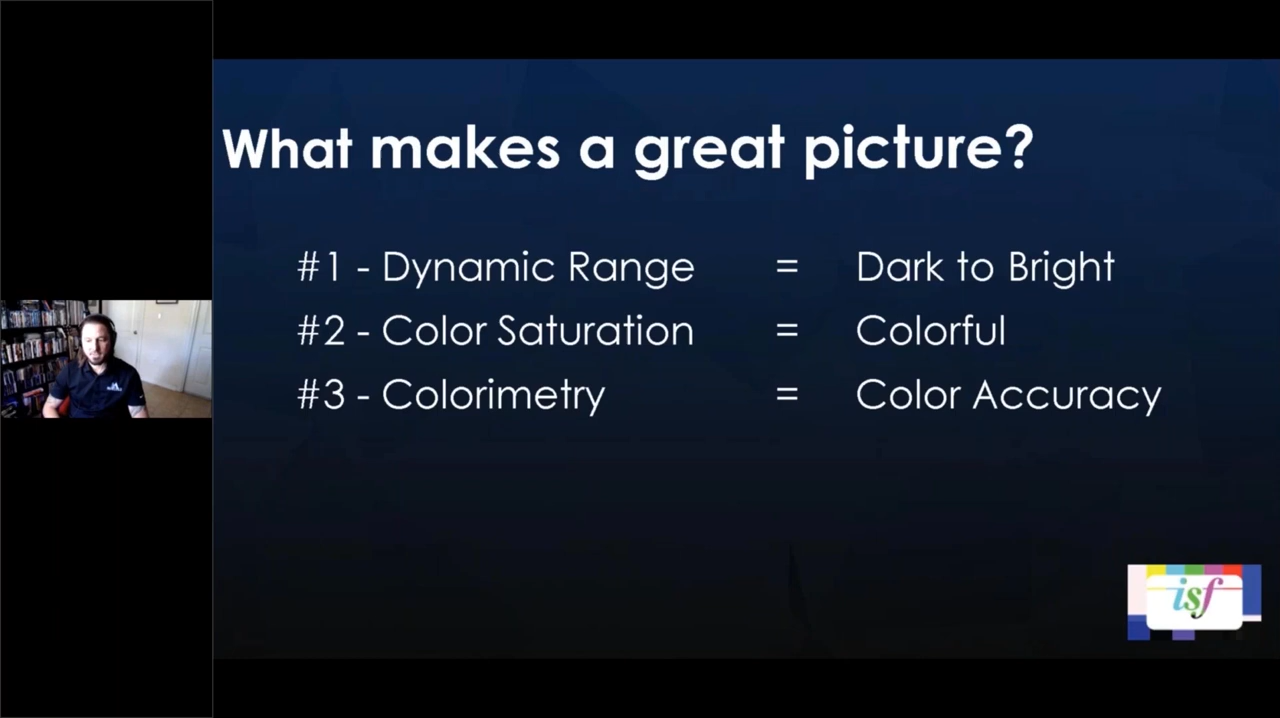 What makes a great picture?
#1 - Dynamic Range = Dark to Bright
#2 - Color Saturation = Colorful
#3 - Colorimetry = Color Accuracy
isf